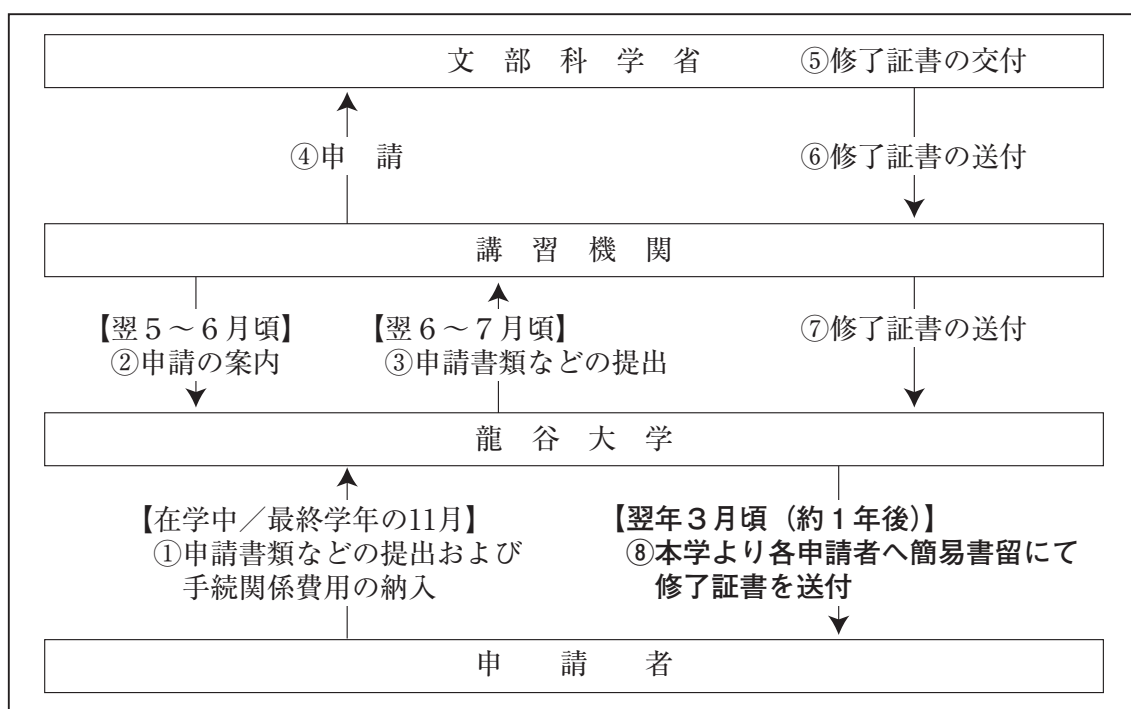 文部科学省 ⑤修了証書の交付
④申請
⑥修了証書の送付
講習機関
【翌５～６月頃】
②申請の案内
【翌６～７月頃】
③申請書類などの提出
⑦修了証書の送付
龍谷大学
【在学中／最終学年の11月】
①申請書類などの提出および
手続関係費用の納入
【翌年３月頃（約１年後）】
⑧本学より各申請者へ簡易書留にて
修了証書を送付
申請者